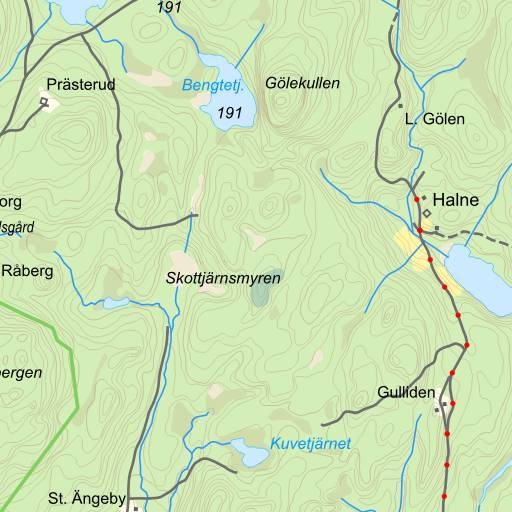 191
Prästerud
Bengtetj.
Gölekullen
191
L. Gölen
Halne
Råberg
Skottjärnsmyren
Gulliden
Kuvetjärnet
St. Ängeby